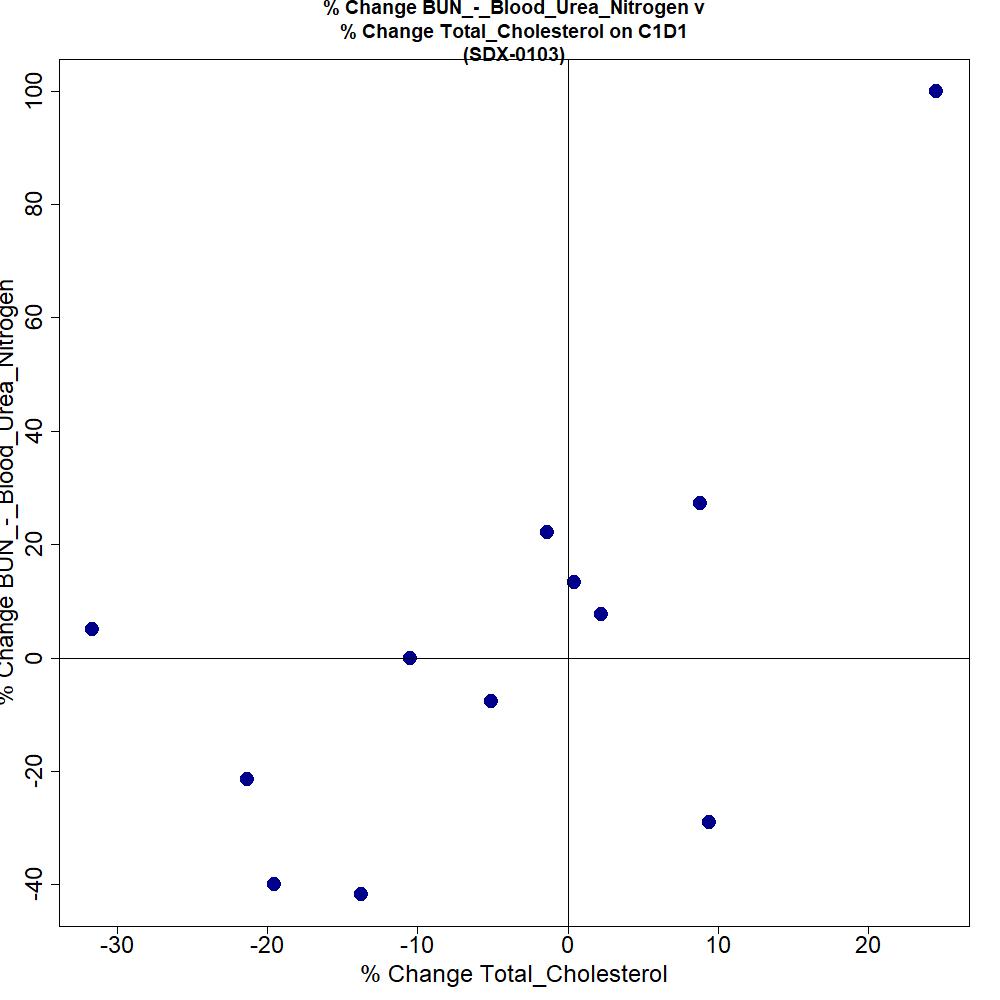 % Change BUN_-_Blood_Urea_Nitrogen v
% Change Total_Cholesterol on C1D1
(SDX-0103)
% Change BUN_-_Blood_Urea_Nitrogen
100
80
60
40
20
0
-20
-40
-30
-20
-10
0
10
20
% Change Total_Cholesterol